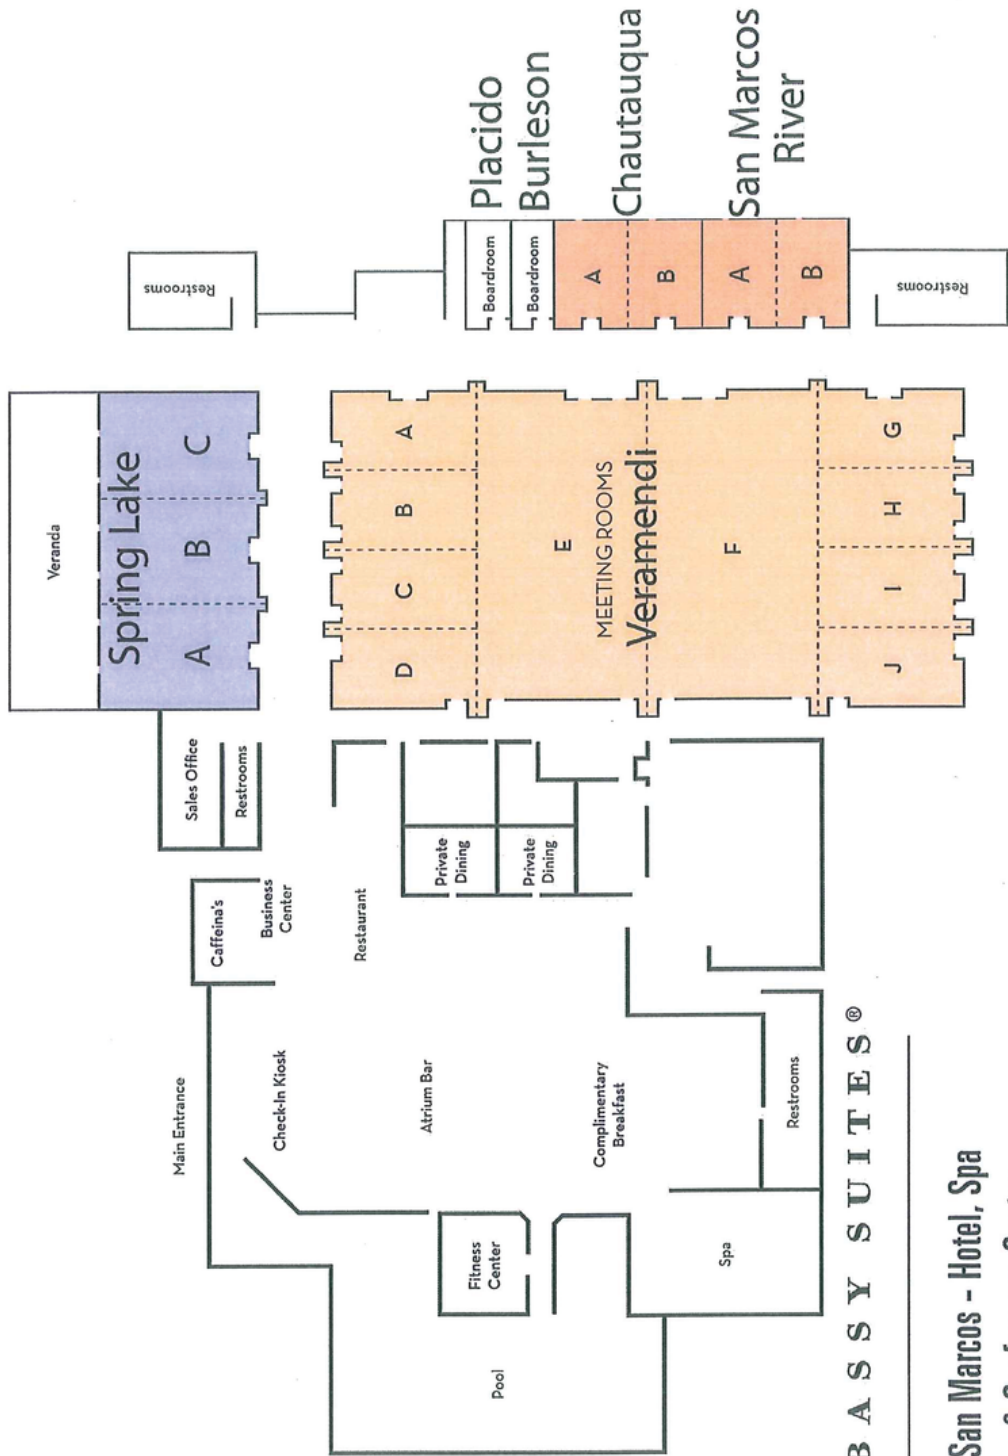 Veranda
Spring Lake
A
B
C
Restrooms
Sales Office
Restrooms
Main Entrance
Caffeina's
Business
Center
Check-In Kiosk
Restaurant
Atrium Bar
Private
Dining
Private
Dining
Complimentary
Breakfast
Fitness
Center
Pool
Spa
Restrooms
D
C
B
A
E
MEETING ROOMS
Veramendi
F
J
I
H
G
Boardroom
Placido
Boardroom
Burleson
A
B
Chautauqua
A
B
San Marcos
River
Restrooms
BASSY SUITES®
San Marcos - Hotel, Spa